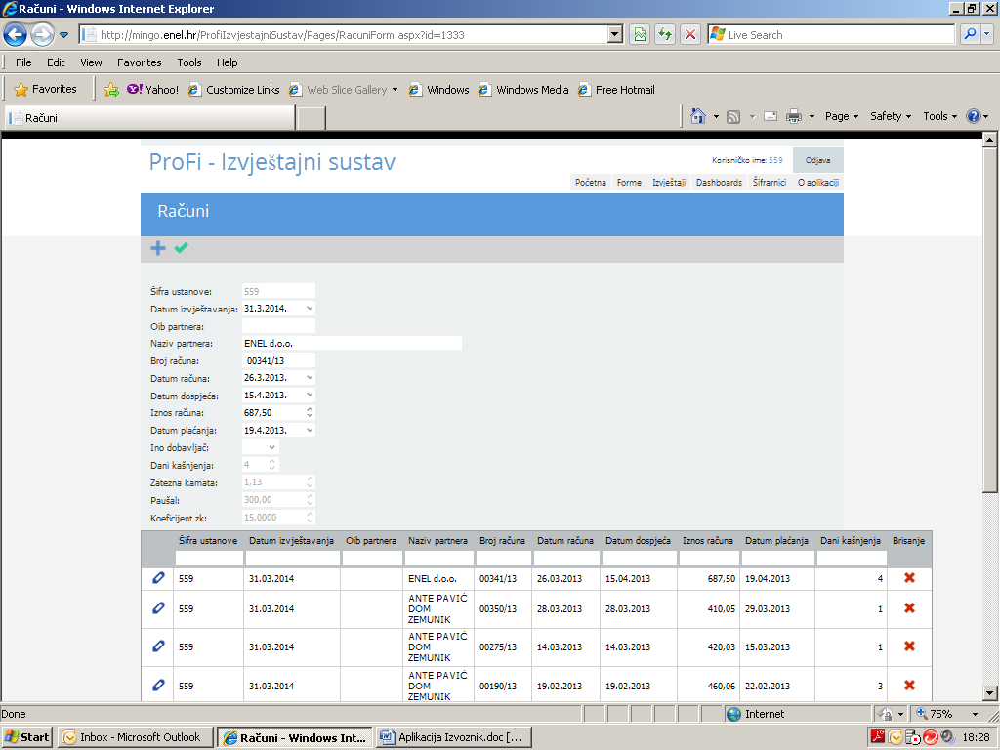 Računi - Windows Internet Explorer
http://mingo.enel.hr/ProfiIzvjestajniSustav/Pages/RacuniForm.aspx?id=1333
Live Search
File Edit View Favorites Tools Help
Favorites Yahoo! Customize Links Web Slice Gallery Windows Windows Media Free Hotmail
Računi
Page Safety Tools
ProFi - Izvještajni sustav
Korisničko ime: 559 Odjava
Početna Forme Izvještaji Dashboards Šifrarnici O aplikaciji
Računi
Šifra ustanove: 559
Datum izvještavanja: 31.3.2014.
Oib partnera:
Naziv partnera: ENEL d.o.o.
Broj računa: 00341/13
Datum računa: 26.3.2013.
Datum dospjeća: 15.4.2013.
Iznos računa: 687,50
Datum plaćanja: 19.4.2013.
Ino dobavljač:
Dani kašnjenja: 4
Zatezna kamata: 1,13
Paušal: 300,00
Koeficijent zk: 15,0000
Šifra ustanove Datum izvještavanja Oib partnera Naziv partnera Broj računa Datum računa Datum dospjeća Iznos računa Datum plaćanja Dani kašnjenja Brisanje
559 31.03.2014 ENEL d.o.o. 00341/13 26.03.2013 15.04.2013 687,50 19.04.2013 4
ANTE PAVIĆ
559 31.03.2014 DOM 00350/13 28.03.2013 28.03.2013 410,05 29.03.2013 1
ZEMUNIK
ANTE PAVIĆ
559 31.03.2014 DOM 00275/13 14.03.2013 14.03.2013 420,03 15.03.2013 1
ZEMUNIK
ANTE PAVIĆ
559 31.03.2014 DOM 00190/13 19.02.2013 19.02.2013 460,06 22.02.2013 3
ZEMUNIK
Done Internet 75%
Start Inbox - Microsoft Outlook Računi - Windows Int... Aplikacija Izvoznik.doc [... 18:28